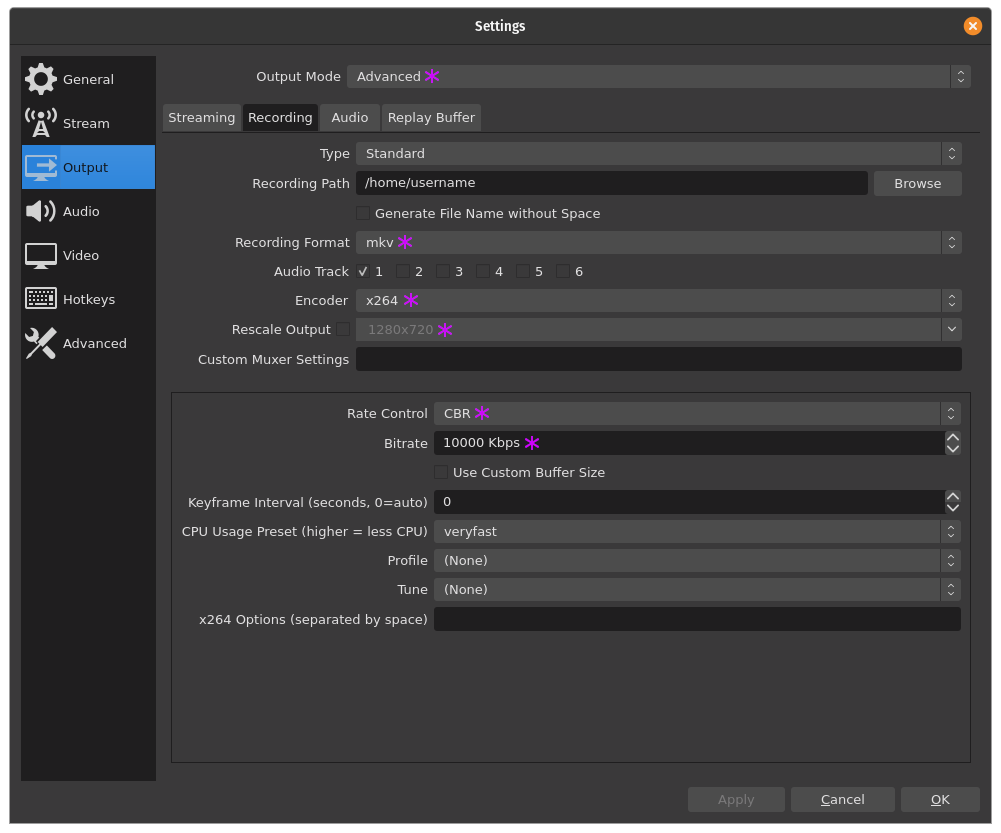 Settings
General
Stream
Output
Audio
Video
Hotkeys
Advanced
Output Mode Advanced
Streaming Recording Audio Replay Buffer
Type Standard
Recording Path /home/username Browse
Generate File Name without Space
Recording Format mkv
Audio Track 1 2 3 4 5 6
Encoder x264
Rescale Output 1280x720
Custom Muxer Settings
Rate Control CBR
Bitrate 10000 Kbps
Use Custom Buffer Size
Keyframe Interval (seconds, 0=auto) 0
CPU Usage Preset (higher = less CPU) veryfast
Profile (None)
Tune (None)
x264 Options (separated by space)
Apply Cancel OK